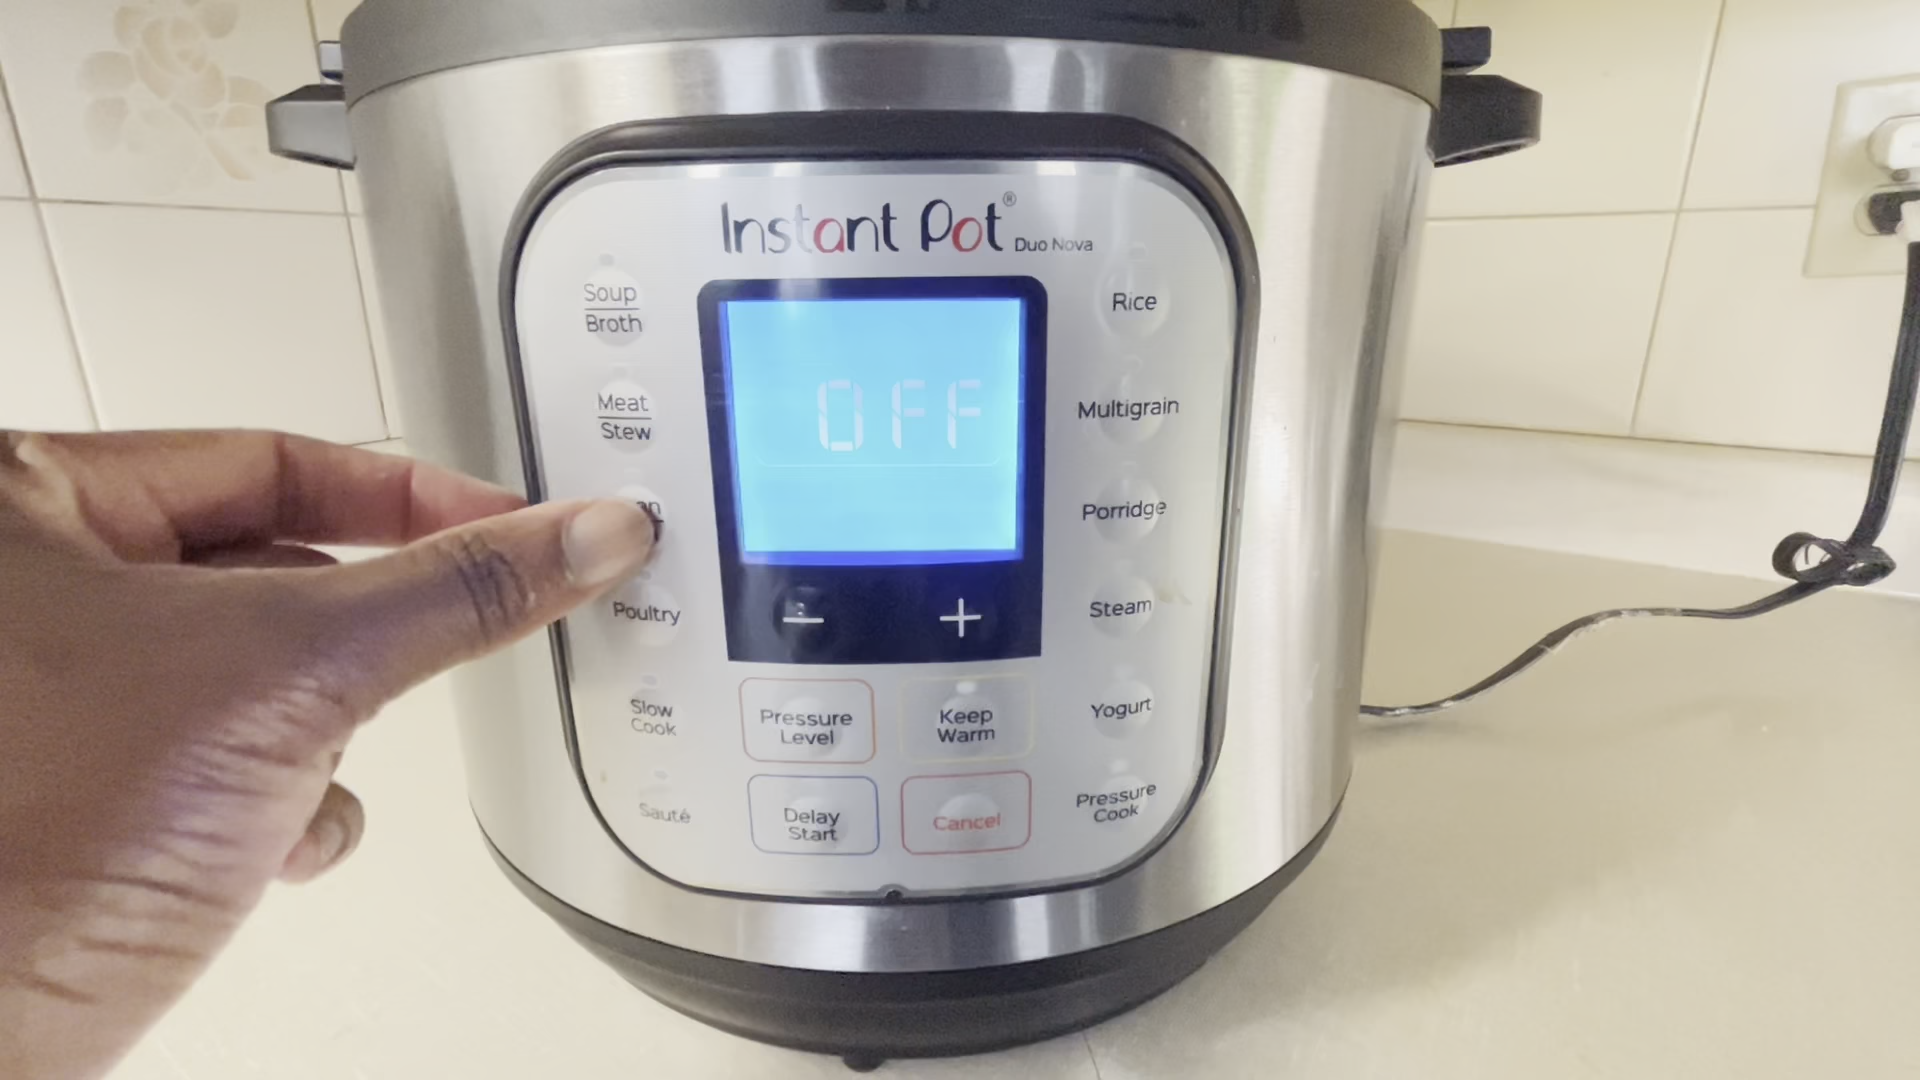 Instant Pot® Duo Nova
Soup
Broth
Meat
Stew
Poultry
Slow
Cook
Sauté
OFF
Pressure
Level
Keep
Warm
Delay
Start
Cancel
Rice
Multigrain
Porridge
Steam
Yogurt
Pressure
Cook